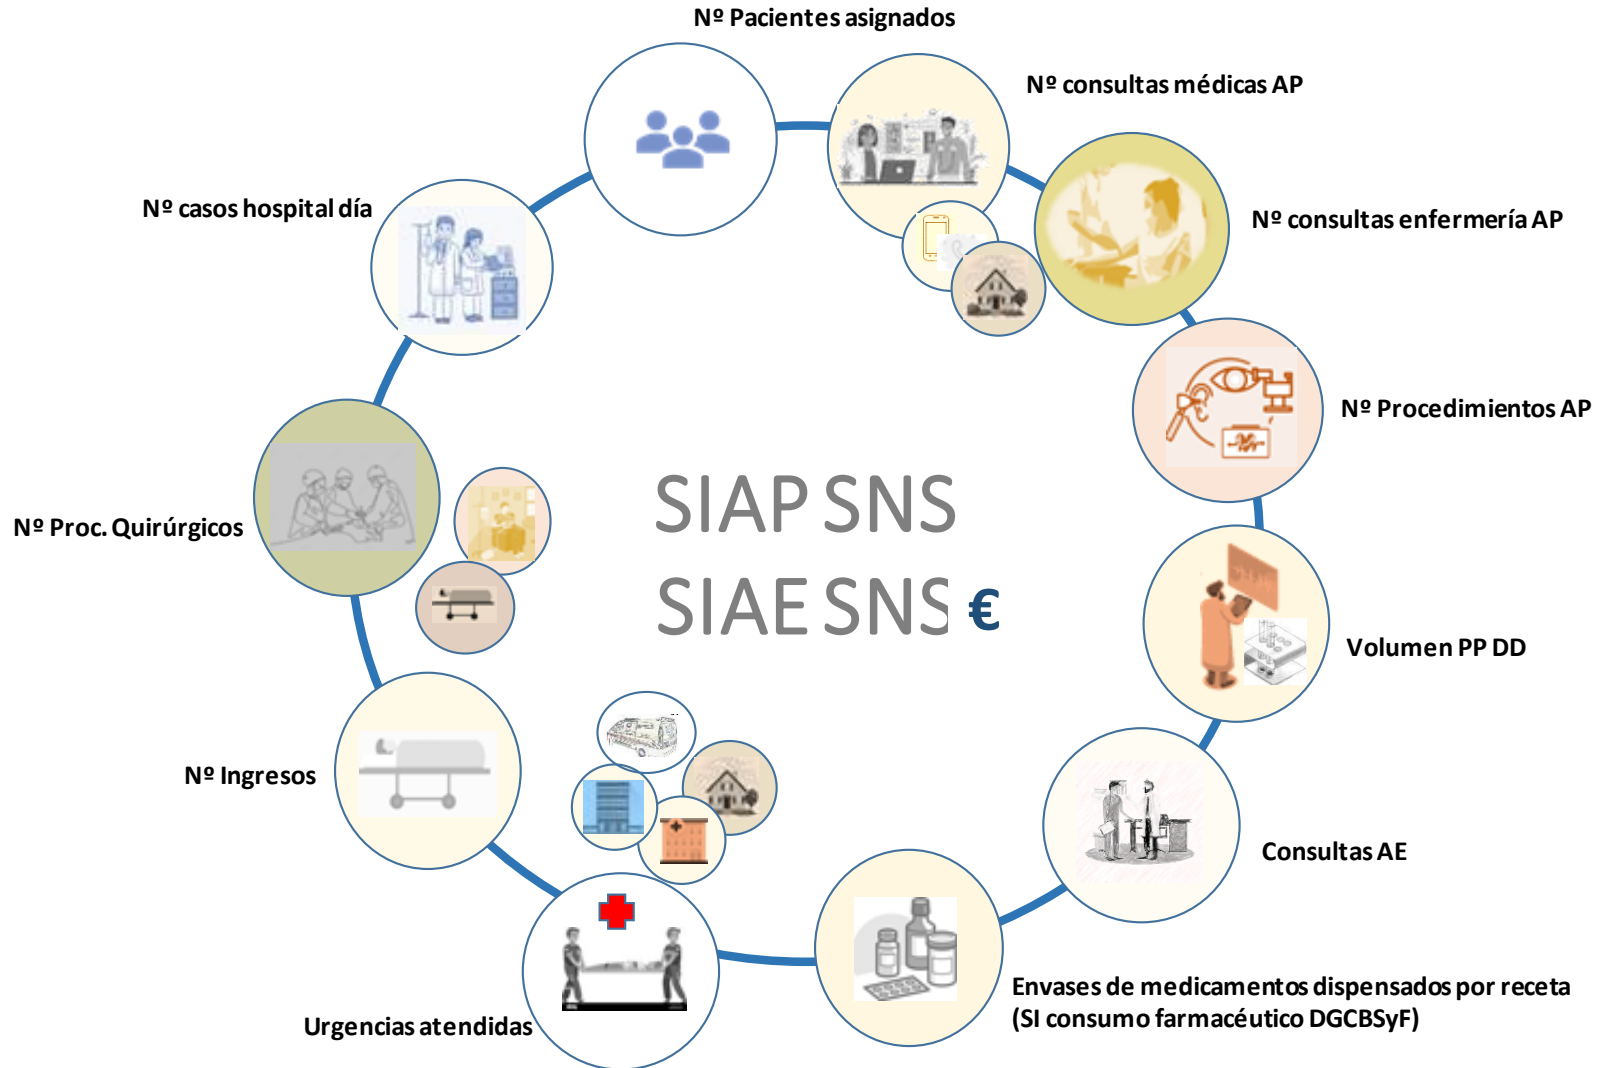 Nº Pacientes asignados
Nº consultas médicas AP
Nº consultas enfermería AP
Nº Procedimientos AP
Volumen PP DD
Consultas AE
Envases de medicamentos dispensados por receta
(SI consumo farmacéutico DGCBSyF)
Urgencias atendidas
Nº Ingresos
Nº Proc. Quirúrgicos
Nº casos hospital día
SIAP SNS
SIAE SNS €